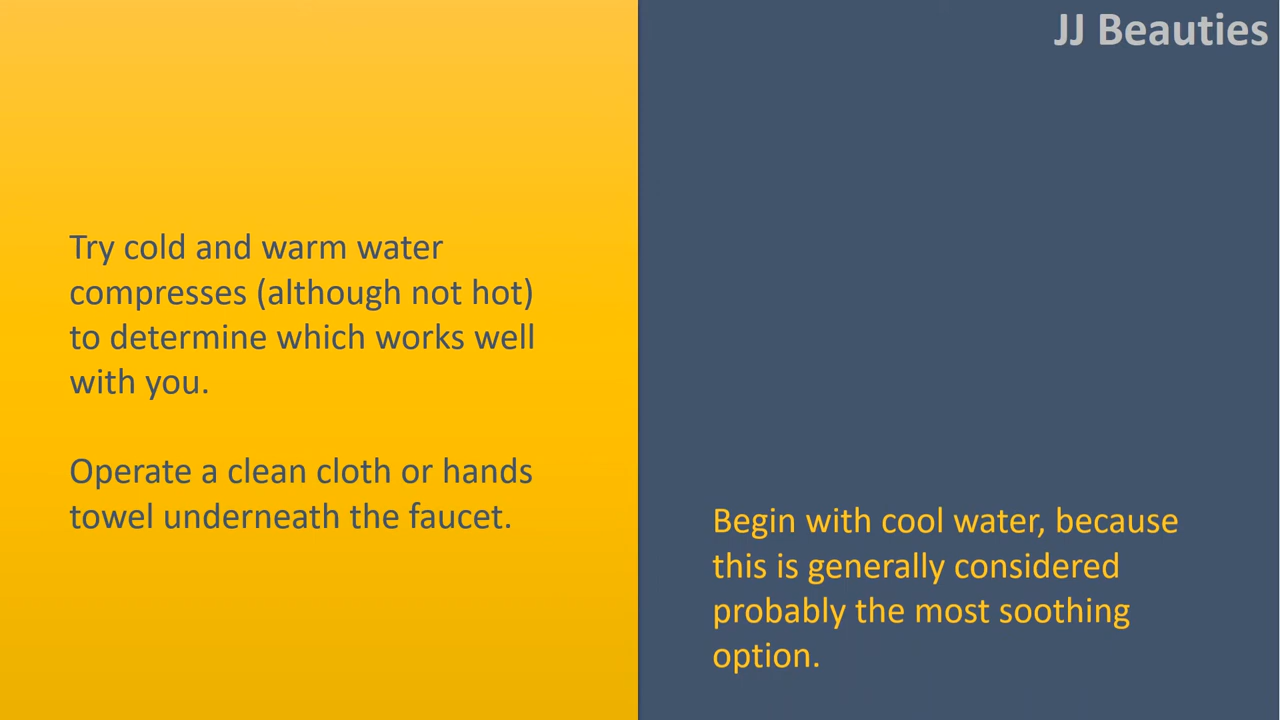 JJ Beauties
Try cold and warm water
compresses (although not hot)
to determine which works well
with you.
Operate a clean cloth or hands
towel underneath the faucet.
Begin with cool water, because
this is generally considered
probably the most soothing
option.